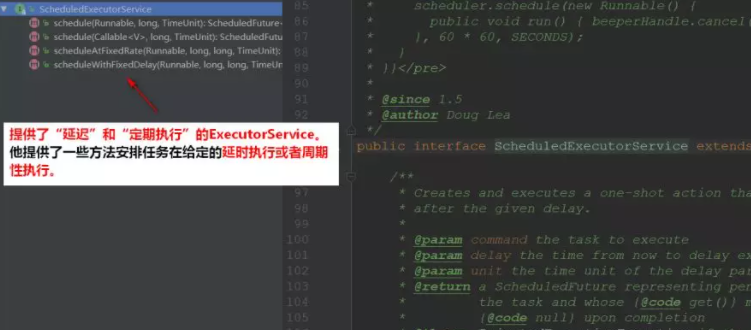 ScheduledExecutorService
schedule(Runnable, long, TimeUnit): ScheduledFuture
schedule(Callable<V>, long, TimeUnit): ScheduledFu
scheduleAtFixedRate(Runnable, long, long, TimeUnit):
scheduleWithFixedDelay(Runnable, long, long, TimeUn
提供了“延迟”和“定期执行”的ExecutorService。
他提供了一些方法安排任务在给定的延时执行或者周期
性执行。
85 * scheduler.schedule(new Runnable() {
86 * public void run() { beeperHandle.cancel(
87 * }, 60 * 60, SECONDS);
88 * }
89 * }}</pre>
90 *
91 * @since 1.5
92 * @author Doug Lea
*/
public interface ScheduledExecutorService extends
/**
97 * Creates and executes a one-shot action tha
98 * after the given delay.
99 *
100 * @param command the task to execute
101 * @param delay the time from now to delay ex
102 * @param unit the time unit of the delay par
103 * @return a ScheduledFuture representing pen
104 * the task and whose {@code get()} m
105 * {@code null} upon completion